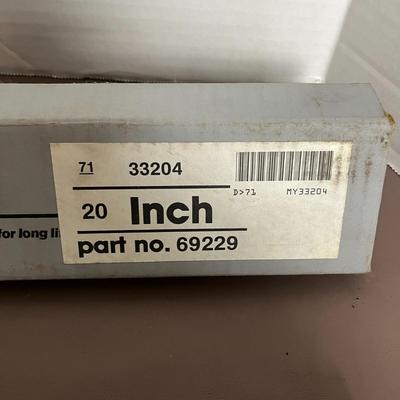 71 33204
D>71 MY33204
20 Inch
for long li
part no. 69229